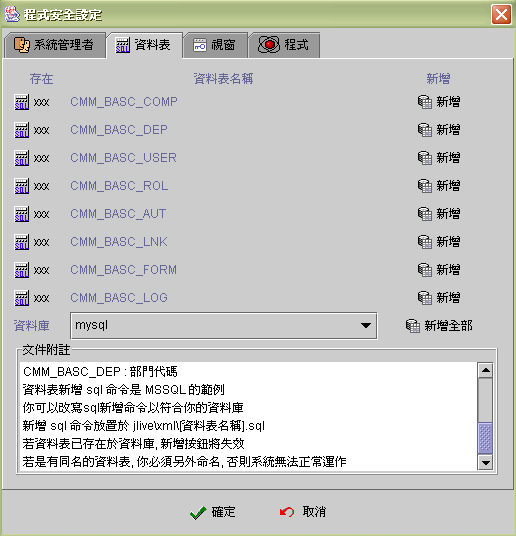 程式安全設定
系統管理者 資料表 視窗 程式
存在 資料表名稱 新增
xxx CMM_BASC_COMP 新增
xxx CMM_BASC_DEP 新增
xxx CMM_BASC_USER 新增
xxx CMM_BASC_ROL 新增
xxx CMM_BASC_AUT 新增
xxx CMM_BASC_LNK 新增
xxx CMM_BASC_FORM 新增
xxx CMM_BASC_LOG 新增
資料庫 mysql 新增全部
文件附註
CMM_BASC_DEP : 部門代碼
資料表新增 sql 命令是 MSSQL 的範例
你可以改寫sql新增命令以符合你的資料庫
新增 sql 命令放置於 jlive\xml\[資料表名稱].sql
若資料表已存在於資料庫, 新增按鈕將失效
若是有同名的資料表, 你必須另外命名, 否則系統無法正常運作
確定 取消